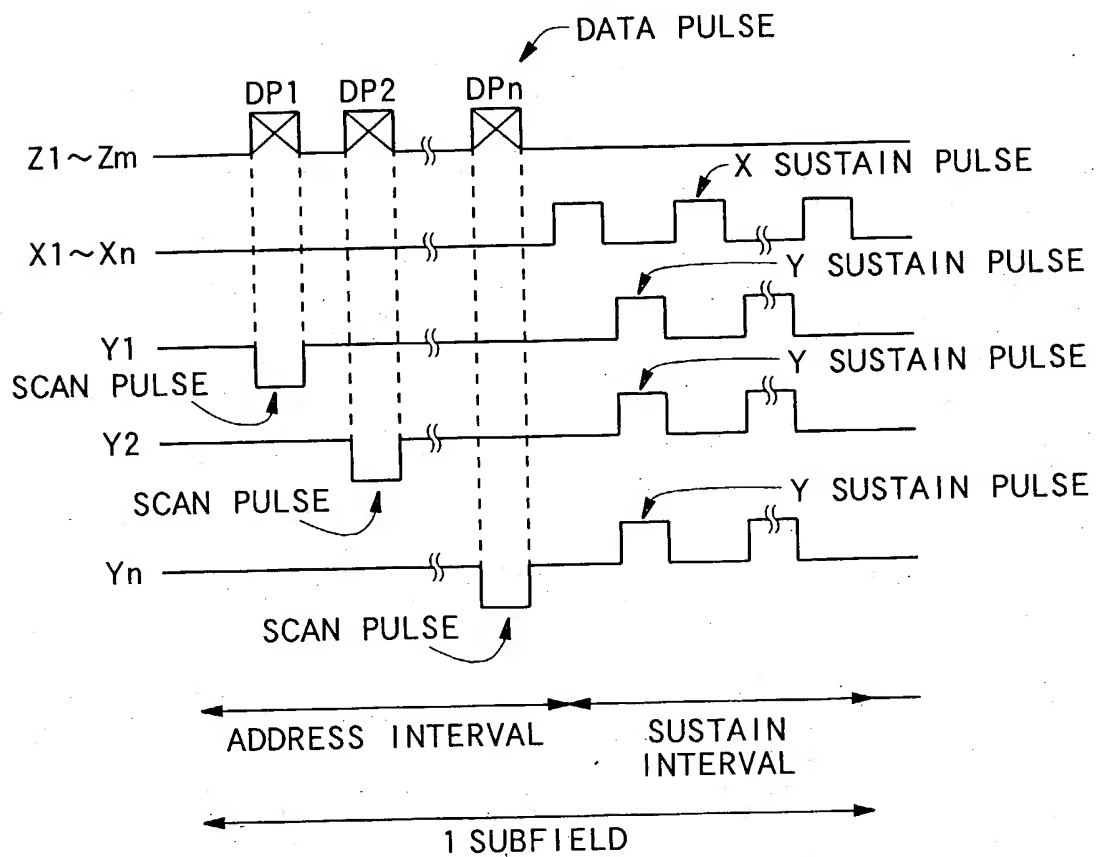 DATA PULSE
DP1 DP2 DPn
Z1~Zm
X SUSTAIN PULSE
X1~Xn
Y SUSTAIN PULSE
Y1
Y SUSTAIN PULSE
SCAN PULSE
Y2
Y SUSTAIN PULSE
SCAN PULSE
Yn
SCAN PULSE
ADDRESS INTERVAL
SUSTAIN
INTERVAL
1 SUBFIELD